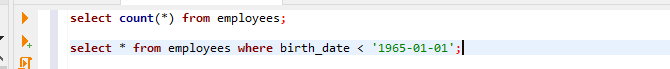 select count(*) from employees;
select * from employees where birth_date < '1965-01-01';